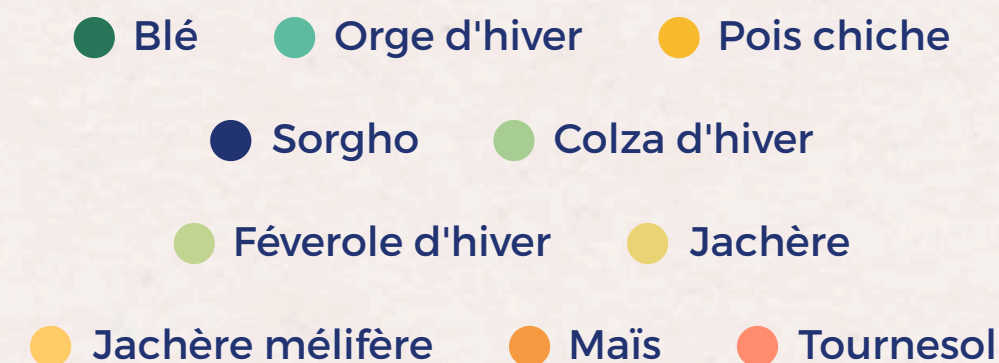 Blé Orge d'hiver Pois chiche
Sorgho Colza d'hiver
Féverole d'hiver Jachère
Jachère mélifère Maïs Tournesol